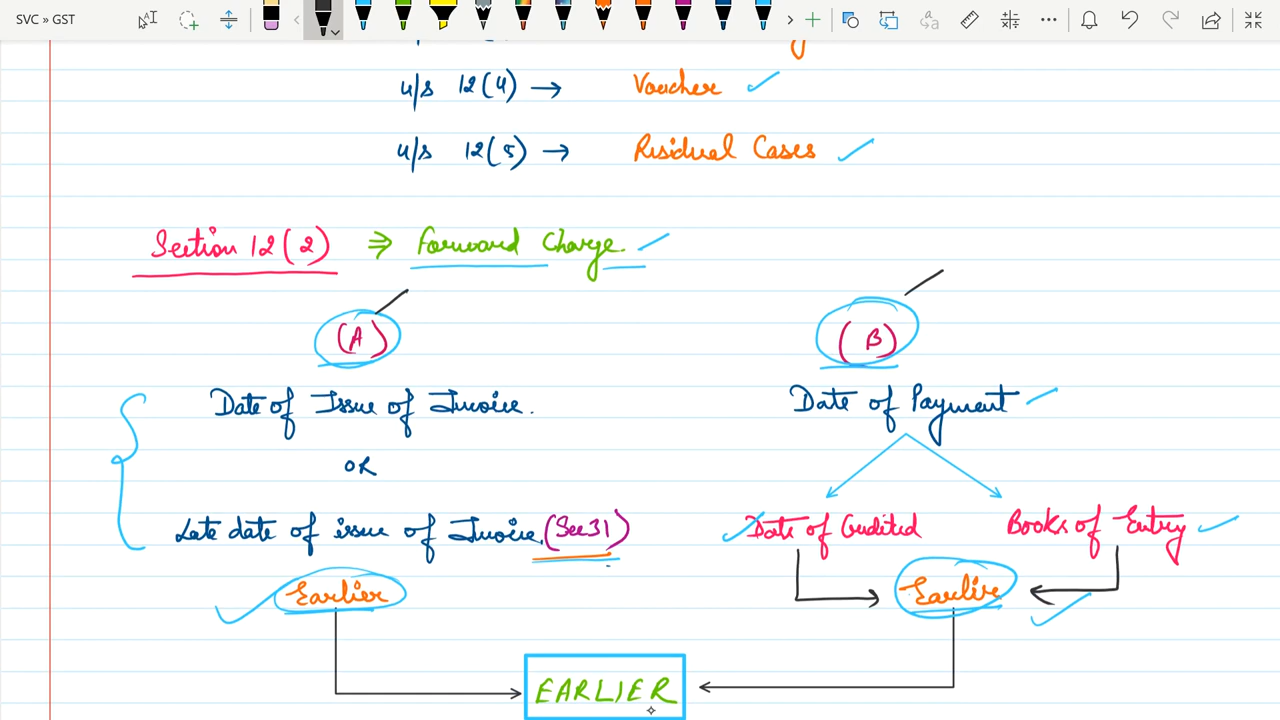 SVC » GST
u/s 12(4) → Voucher ✓
u/s 12(5) → Residual Cases ✓
Section 12(2) ⇒ Forward Charge. ✓
(A) (B)
Date of Issue of Invoice. Date of Payment ✓
OR
Late date of issue of Invoice. (Sec 31) Date of Credited Books of Entry ✓
Earlier Earlier
EARLIER